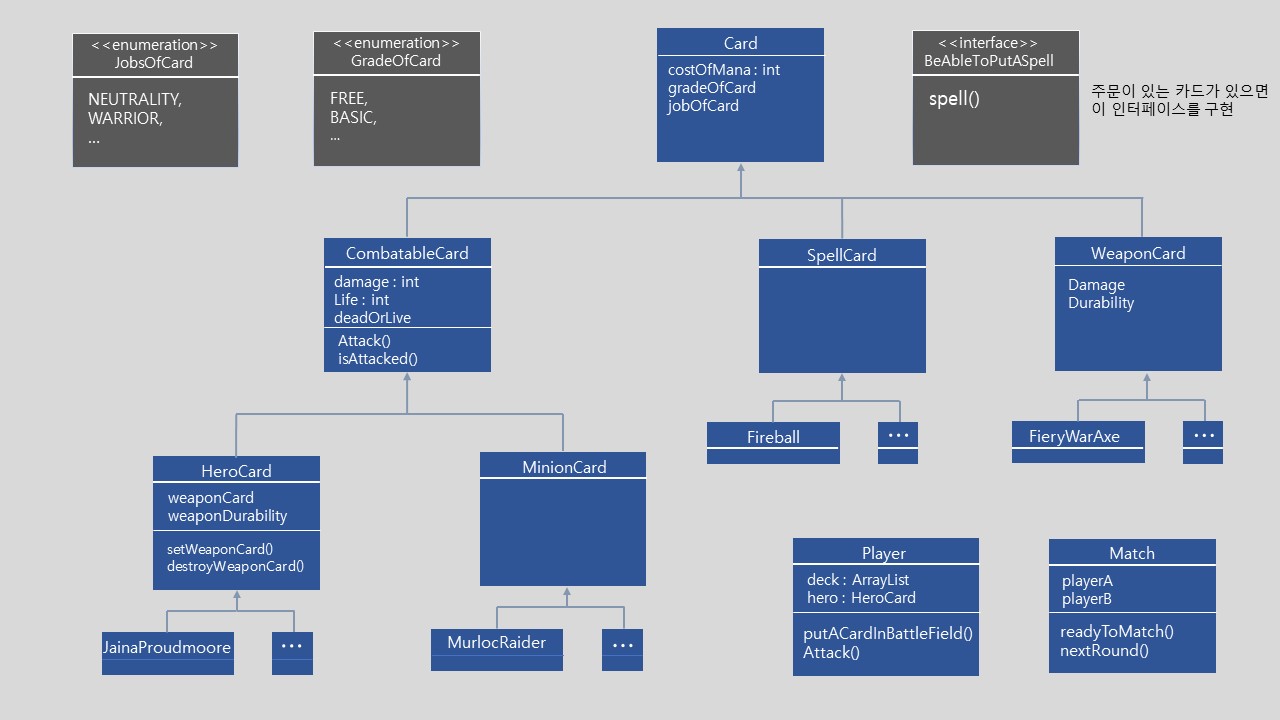 <<enumeration>>
JobsOfCard
NEUTRALITY,
WARRIOR,
...
<<enumeration>>
GradeOfCard
FREE,
BASIC,
...
Card
costOfMana : int
gradeOfCard
jobOfCard
<<interface>>
BeAbleToPutASpell
spell()
주문이 있는 카드가 있으면
이 인터페이스를 구현
CombatableCard
damage : int
Life : int
deadOrLive
Attack()
isAttacked()
SpellCard
WeaponCard
Damage
Durability
Fireball
...
FieryWarAxe
...
HeroCard
weaponCard
weaponDurability
setWeaponCard()
destroyWeaponCard()
MinionCard
JainaProudmoore
...
MurlocRaider
...
Player
deck : ArrayList
hero : HeroCard
putACardInBattleField()
Attack()
Match
playerA
playerB
readyToMatch()
nextRound()